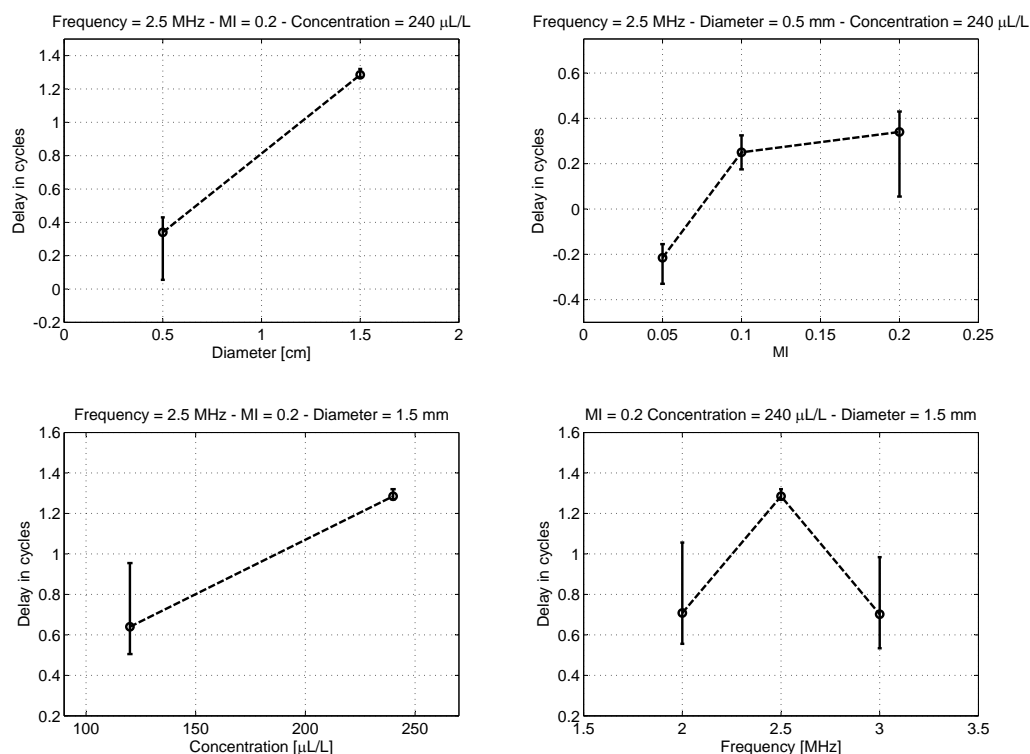 Frequency = 2.5 MHz - MI = 0.2 - Concentration = 240 μL/L
1.4
1.2
1
0.8
0.6
0.4
0.2
0
-0.2
Delay in cycles
0 0.5 1 1.5 2
Diameter [cm]
Frequency = 2.5 MHz - Diameter = 0.5 mm - Concentration = 240 μL/L
0.6
0.4
0.2
0
-0.2
-0.4
Delay in cycles
0 0.05 0.1 0.15 0.2 0.25
MI
Frequency = 2.5 MHz - MI = 0.2 - Diameter = 1.5 mm
1.6
1.4
1.2
1
0.8
0.6
0.4
0.2
Delay in cycles
100 150 200 250
Concentration [μL/L]
MI = 0.2 Concentration = 240 μL/L - Diameter = 1.5 mm
1.6
1.4
1.2
1
0.8
0.6
0.4
0.2
Delay in cycles
1.5 2 2.5 3 3.5
Frequency [MHz]